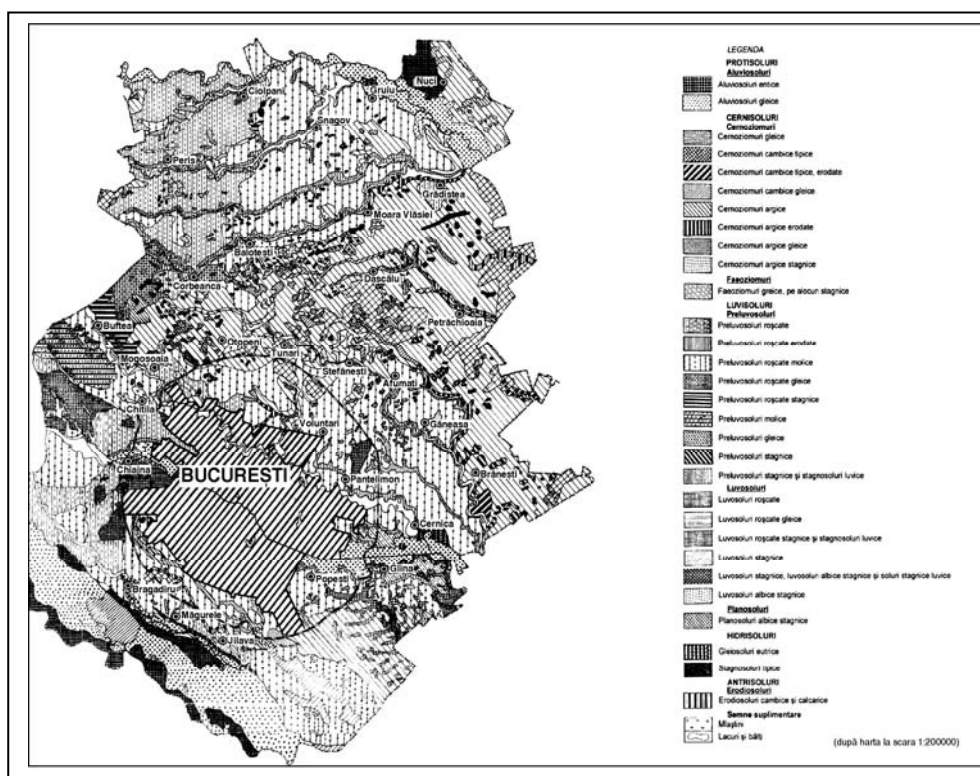 Nuci
Ciolpani
Gruiu
Snagov
Peris
Grădiștea
Moara Vlăsiei
Balotești
Corbeanca
Dascălu
Petrăchioaia
Buftea
Otopeni
Tunari
Mogosoaia
Ștefănești
Afumați
Chitila
Găneasa
Voluntari
Chiajna
BUCURESTI
Brănești
Pantelimon
Cernica
Glina
Popești
Bragadiru
Măgurele
Jilava
LEGENDA
PROTISOLURI
Aluviosoluri
Aluviosoluri entice
Aluviosoluri gleice
CERNISOLURI
Cernoziomuri
Cernoziomuri gleice
Cernoziomuri cambice tipice
Cernoziomuri cambice tipice, erodate
Cernoziomuri cambice gleice
Cernoziomuri argice
Cernoziomuri argice erodate
Cernoziomuri argice gleice
Cernoziomuri argice stagnice
Faeoziomuri
Faeoziomuri greice, pe alocuri stagnice
LUVISOLURI
Preluvosoluri
Preluvosoluri roșcate
Preluvosoluri roșcate erodate
Preluvosoluri roșcate molice
Preluvosoluri roșcate gleice
Preluvosoluri roșcate stagnice
Preluvosoluri molice
Preluvosoluri gleice
Preluvosoluri stagnice
Preluvosoluri stagnice și stagnosoluri luvice
Luvosoluri
Luvosoluri roșcate
Luvosoluri roșcate gleice
Luvosoluri roșcate stagnice și stagnosoluri luvice
Luvosoluri stagnice
Luvosoluri stagnice, luvosoluri albice stagnice și soluri stagnice luvice
Luvosoluri albice stagnice
Planosoluri
Planosoluri albice stagnice
HIDRISOLURI
Gleiosoluri eutrice
Stagnosoluri tipice
ANTRISOLURI
Erodiosoluri
Erodiosoluri cambice și calcarice
Semne suplimentare
Mlaștini
Lacuri și bălți
(după harta la scara 1:200000)